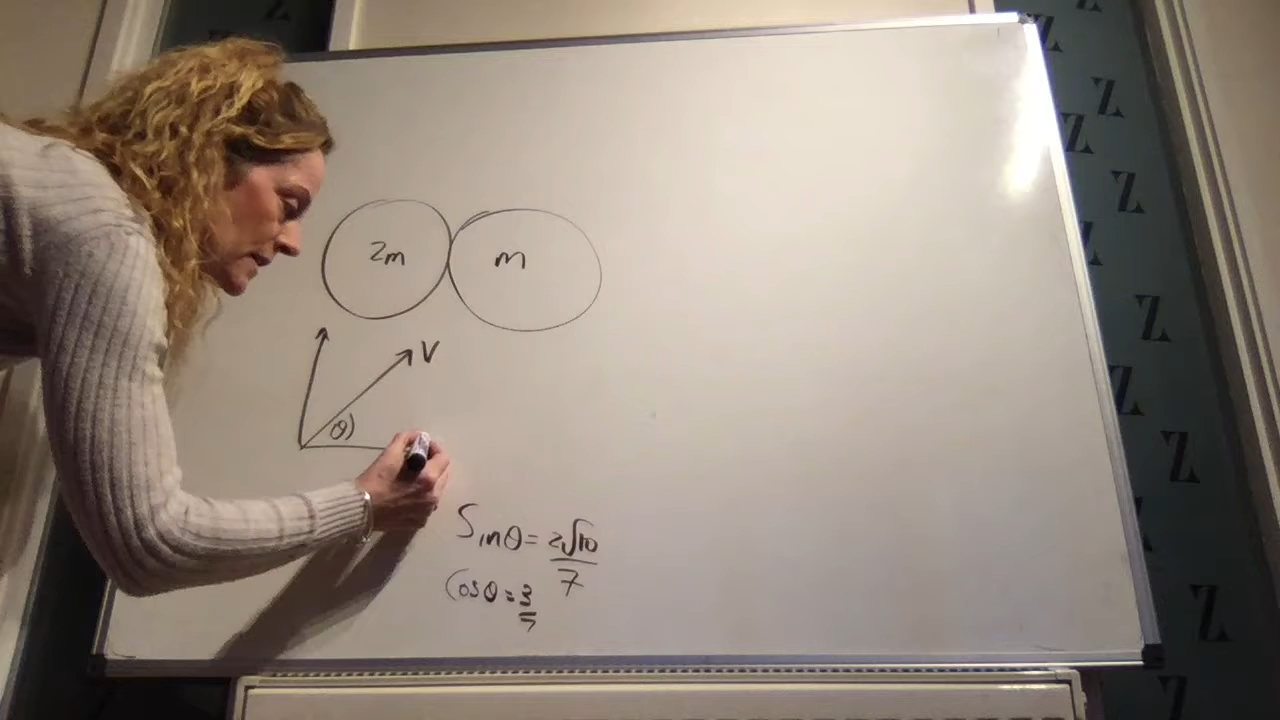 2m m
V
θ
Sinθ = 2√10/7
Cosθ = 3/7